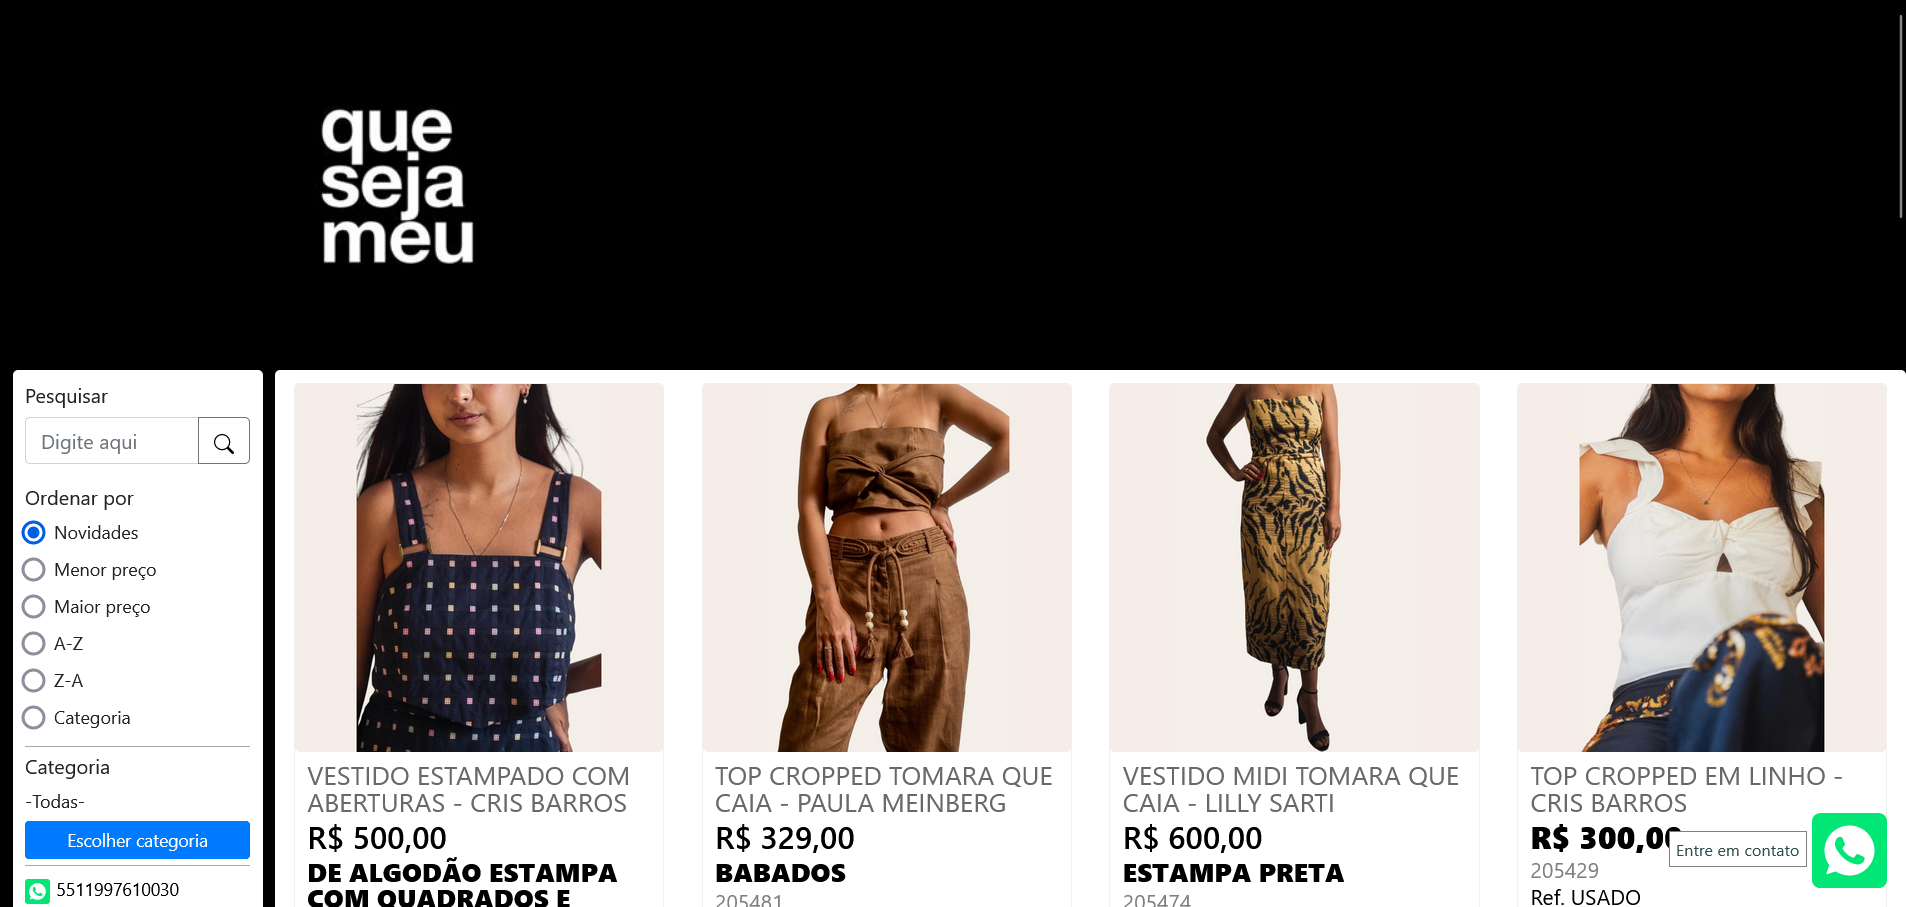 que
seja
meu
Pesquisar
Digite aqui
Ordenar por
Novidades
Menor preço
Maior preço
A-Z
Z-A
Categoria
Categoria
-Todas-
Escolher categoria
5511997610030
VESTIDO ESTAMPADO COM
ABERTURAS - CRIS BARROS
R$ 500,00
DE ALGODÃO ESTAMPA
COM QUADRADOS E
TOP CROPPED TOMARA QUE
CAIA - PAULA MEINBERG
R$ 329,00
BABADOS
205481
VESTIDO MIDI TOMARA QUE
CAIA - LILLY SARTI
R$ 600,00
ESTAMPA PRETA
205474
TOP CROPPED EM LINHO -
CRIS BARROS
R$ 300,00
205429
Ref. USADO
Entre em contato